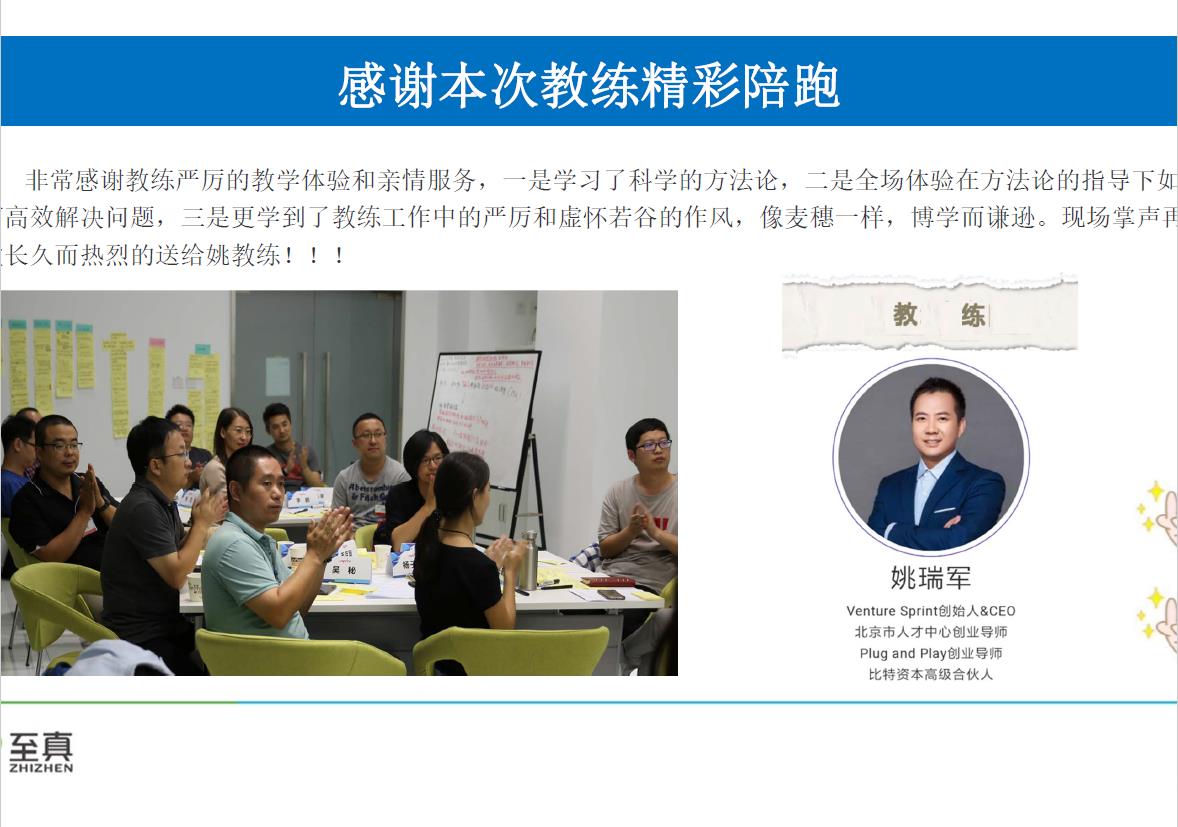 感谢本次教练精彩陪跑
非常感谢教练严厉的教学体验和亲情服务，一是学习了科学的方法论，二是全场体验在方法论的指导下如
高效解决问题，三是更学到了教练工作中的严厉和虚怀若谷的作风，像麦穗一样，博学而谦逊。现场掌声再
长久而热烈的送给姚教练！！！
教 练
Abercrombie
& Fitch
吴 秘
姚瑞军
Venture Sprint创始人&CEO
北京市人才中心创业导师
Plug and Play创业导师
比特资本高级合伙人
至真
ZHIZHEN